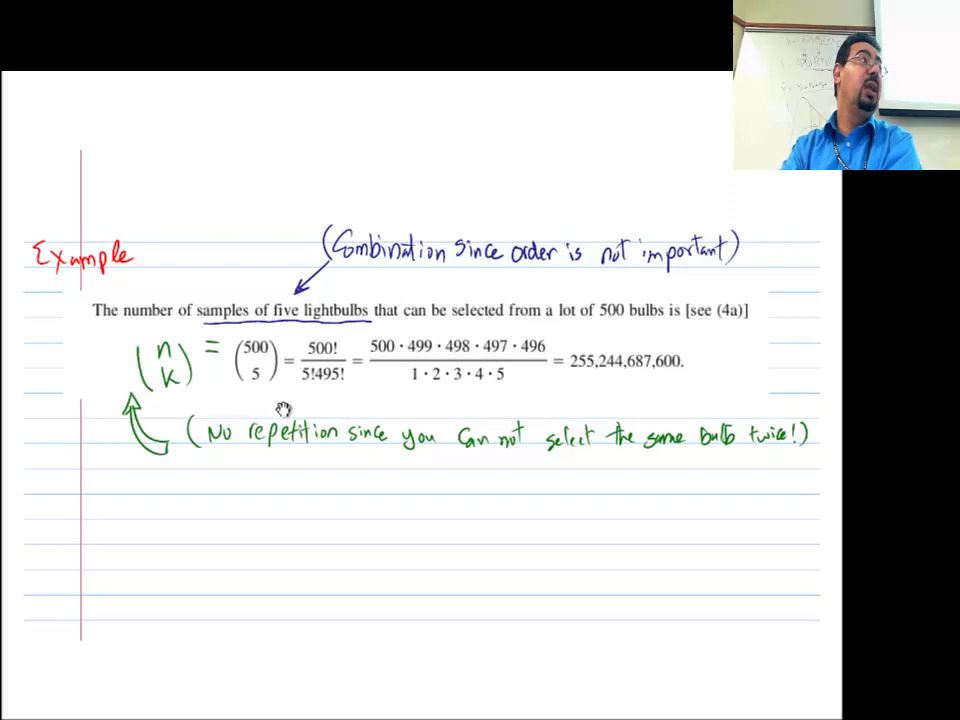 Example
(Combination since order is not important)
The number of samples of five lightbulbs that can be selected from a lot of 500 bulbs is [see (4a)]
(n k) = (500 5) = 500!/5!495! = 500 · 499 · 498 · 497 · 496/1 · 2 · 3 · 4 · 5 = 255,244,687,600.
(No repetition since you can not select the same bulb twice!)